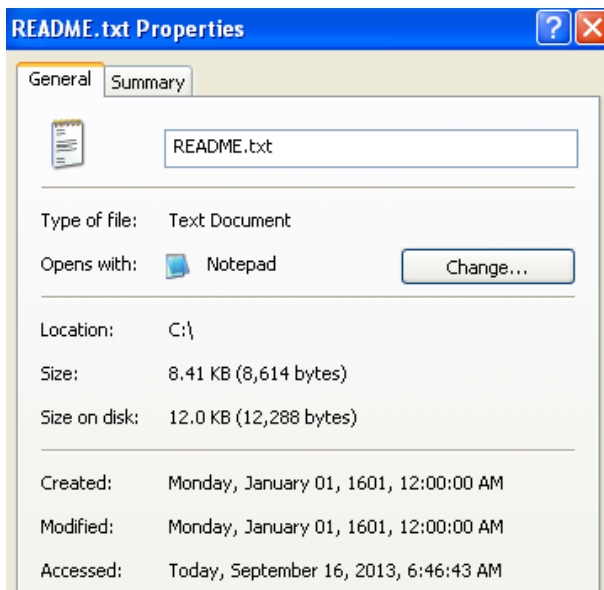 README.txt Properties
General Summary
README.txt
Type of file: Text Document
Opens with: Notepad Change...
Location: C:\
Size: 8.41 KB (8,614 bytes)
Size on disk: 12.0 KB (12,288 bytes)
Created: Monday, January 01, 1601, 12:00:00 AM
Modified: Monday, January 01, 1601, 12:00:00 AM
Accessed: Today, September 16, 2013, 6:46:43 AM